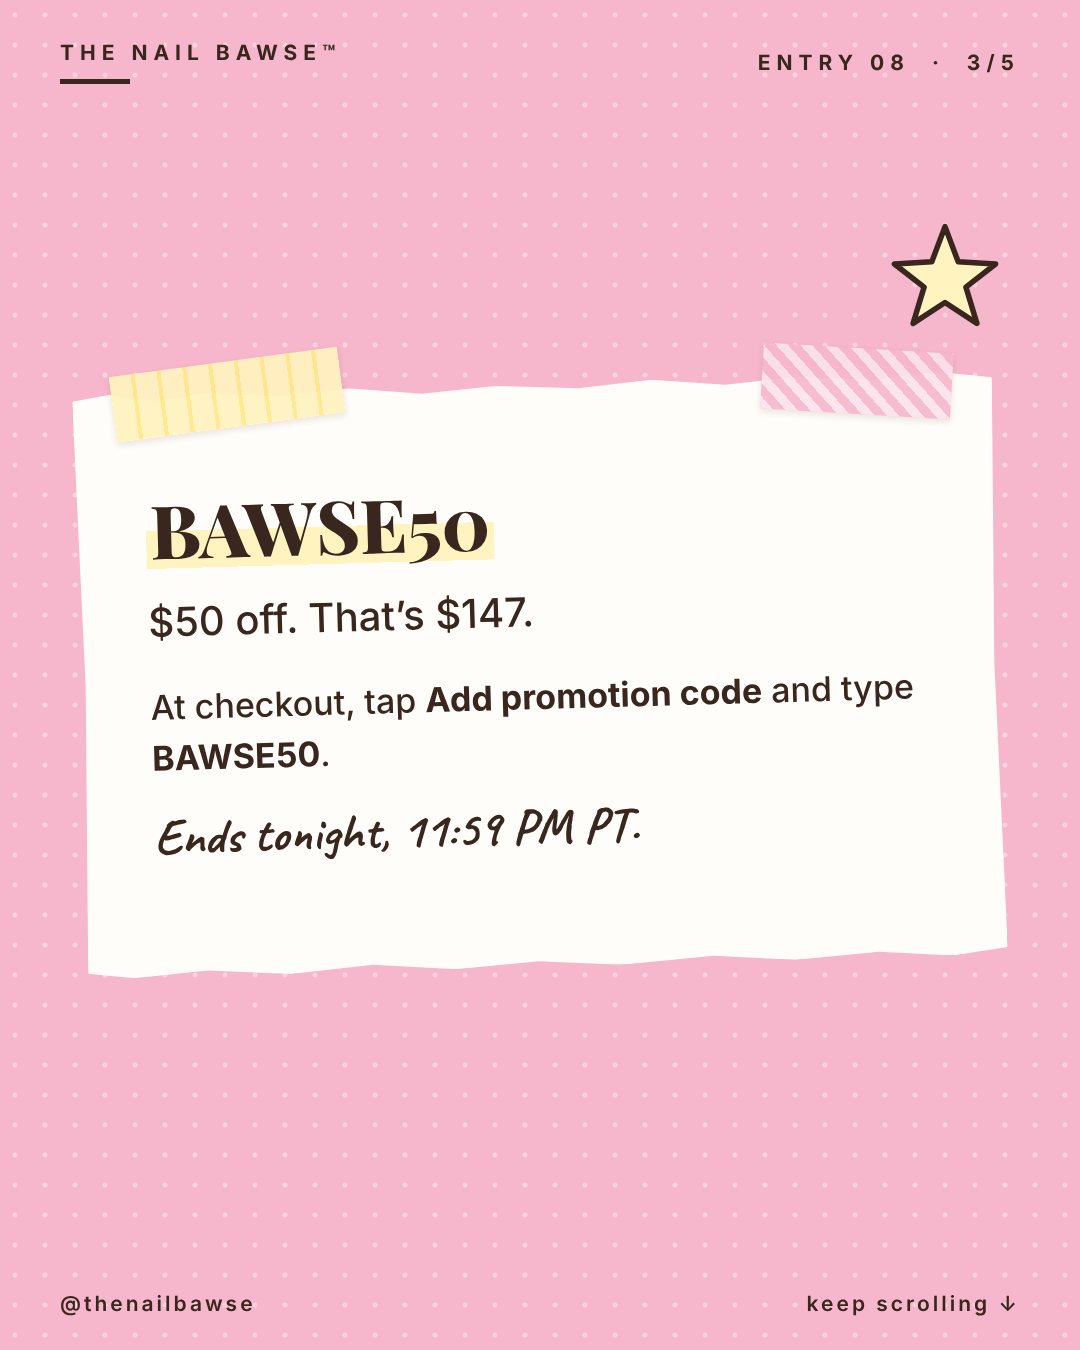 THE NAIL BAWSE™
ENTRY 08 · 3/5
BAWSE50
$50 off. That’s $147.
At checkout, tap Add promotion code and type
BAWSE50.
Ends tonight, 11:59 PM PT.
@thenailbawse
keep scrolling ↓